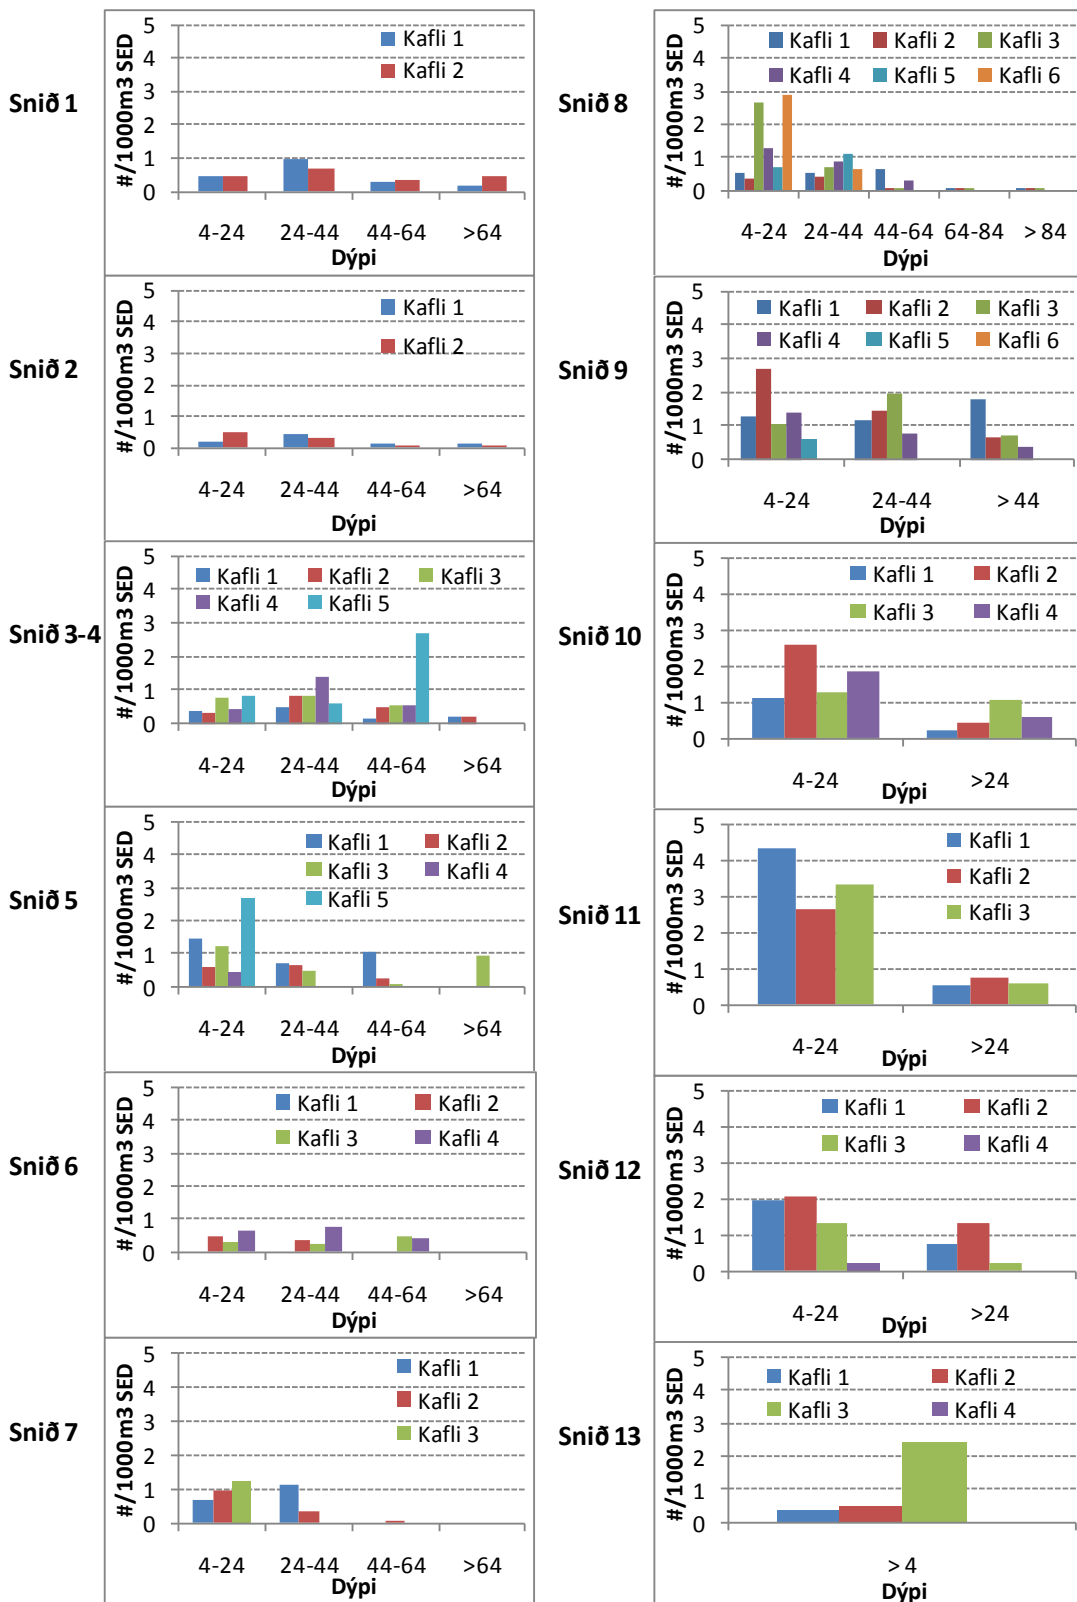 Snið 1
#/1000m3 SED
5
4
3
2
1
0
Kafli 1
Kafli 2
4-24 24-44 44-64 >64
Dýpi
Snið 2
#/1000m3 SED
5
4
3
2
1
0
Kafli 1
Kafli 2
4-24 24-44 44-64 >64
Dýpi
Snið 3-4
#/1000m3 SED
5
4
3
2
1
0
Kafli 1 Kafli 2 Kafli 3
Kafli 4 Kafli 5
4-24 24-44 44-64 >64
Dýpi
Snið 5
#/1000m3 SED
5
4
3
2
1
0
Kafli 1 Kafli 2
Kafli 3 Kafli 4
Kafli 5
4-24 24-44 44-64 >64
Dýpi
Snið 6
#/1000m3 SED
5
4
3
2
1
0
Kafli 1 Kafli 2
Kafli 3 Kafli 4
4-24 24-44 44-64 >64
Dýpi
Snið 7
#/1000m3 SED
5
4
3
2
1
0
Kafli 1
Kafli 2
Kafli 3
4-24 24-44 44-64 >64
Dýpi
Snið 8
#/1000m3 SED
5
4
3
2
1
0
Kafli 1 Kafli 2 Kafli 3
Kafli 4 Kafli 5 Kafli 6
4-24 24-44 44-64 64-84 > 84
Dýpi
Snið 9
#/1000m3 SED
5
4
3
2
1
0
Kafli 1 Kafli 2 Kafli 3
Kafli 4 Kafli 5 Kafli 6
4-24 24-44 > 44
Dýpi
Snið 10
#/1000m3 SED
5
4
3
2
1
0
Kafli 1 Kafli 2
Kafli 3 Kafli 4
4-24 >24
Dýpi
Snið 11
#/1000m3 SED
5
4
3
2
1
0
Kafli 1
Kafli 2
Kafli 3
4-24 >24
Dýpi
Snið 12
#/1000m3 SED
5
4
3
2
1
0
Kafli 1 Kafli 2
Kafli 3 Kafli 4
4-24 >24
Dýpi
Snið 13
#/1000m3 SED
5
4
3
2
1
0
Kafli 1 Kafli 2
Kafli 3 Kafli 4
> 4
Dýpi